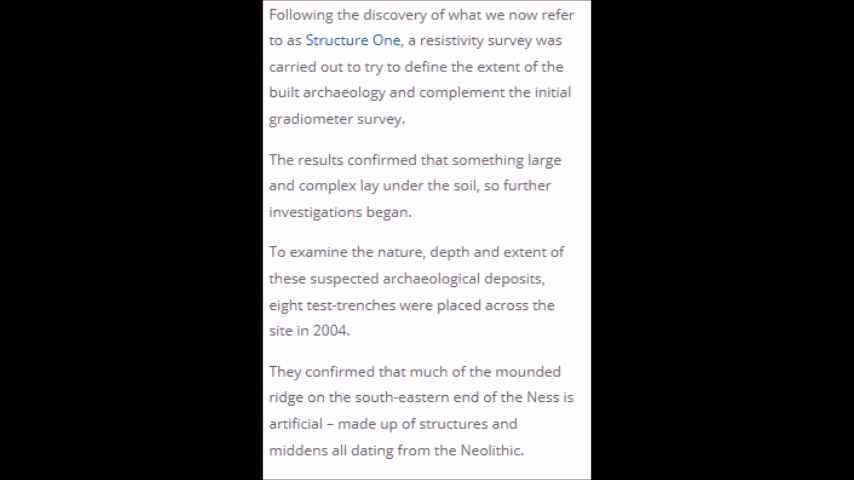 Following the discovery of what we now refer
to as Structure One, a resistivity survey was
carried out to try to define the extent of the
built archaeology and complement the initial
gradiometer survey.
The results confirmed that something large
and complex lay under the soil, so further
investigations began.
To examine the nature, depth and extent of
these suspected archaeological deposits,
eight test-trenches were placed across the
site in 2004.
They confirmed that much of the mounded
ridge on the south-eastern end of the Ness is
artificial – made up of structures and
middens all dating from the Neolithic.